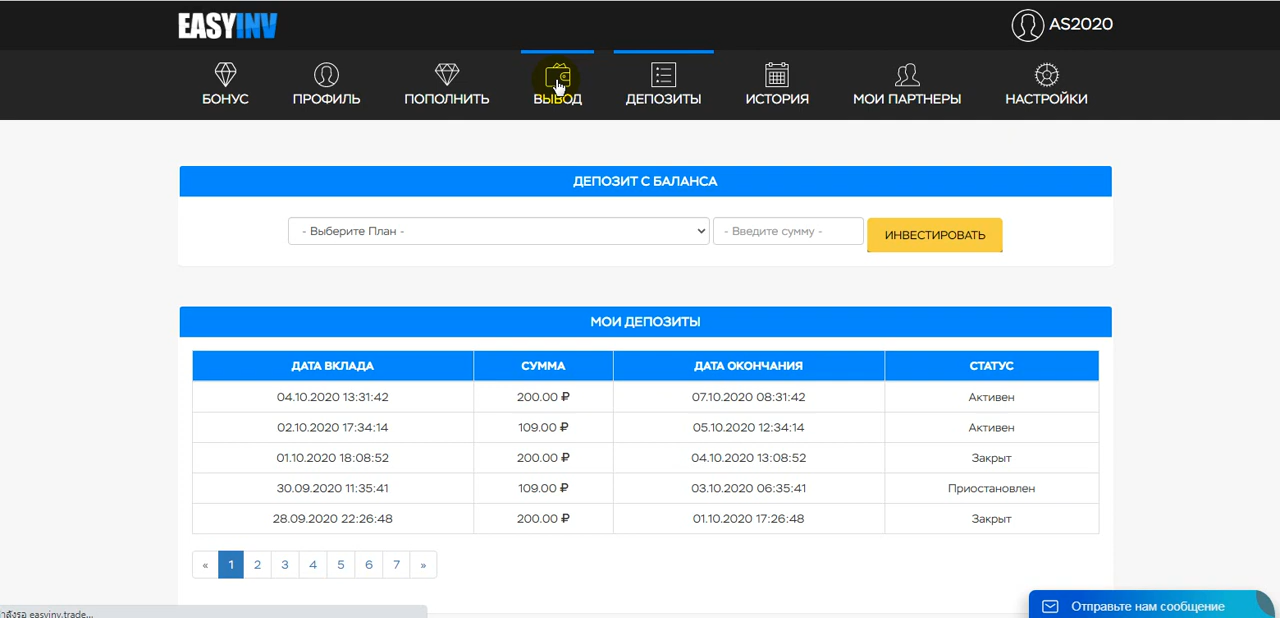 EASYINV
AS2020
БОНУС ПРОФИЛЬ ПОПОЛНИТЬ ВЫВОД ДЕПОЗИТЫ ИСТОРИЯ МОИ ПАРТНЕРЫ НАСТРОЙКИ
ДЕПОЗИТ С БАЛАНСА
- Выберите План - - Введите сумму - ИНВЕСТИРОВАТЬ
МОИ ДЕПОЗИТЫ
ДАТА ВКЛАДА СУММА ДАТА ОКОНЧАНИЯ СТАТУС
04.10.2020 13:31:42 200.00 ₽ 07.10.2020 08:31:42 Активен
02.10.2020 17:34:14 109.00 ₽ 05.10.2020 12:34:14 Активен
01.10.2020 18:08:52 200.00 ₽ 04.10.2020 13:08:52 Закрыт
30.09.2020 11:35:41 109.00 ₽ 03.10.2020 06:35:41 Приостановлен
28.09.2020 22:26:48 200.00 ₽ 01.10.2020 17:26:48 Закрыт
« 1 2 3 4 5 6 7 »
Отправьте нам сообщение
easyinv.trade...